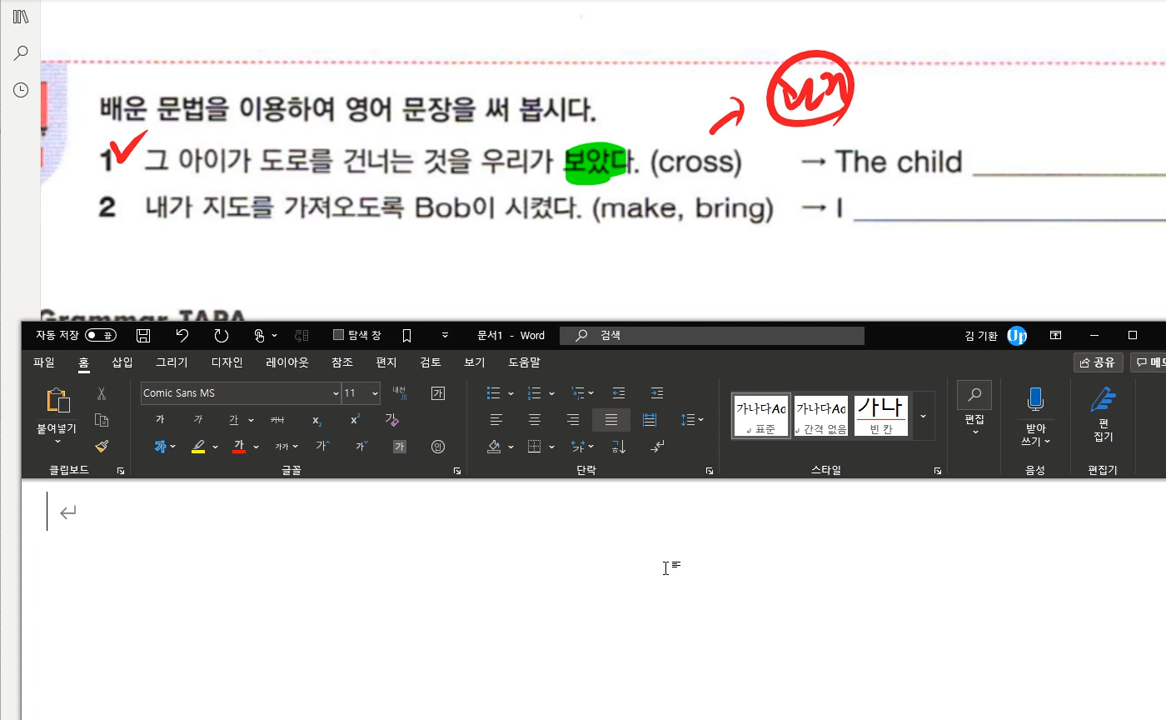 배운 문법을 이용하여 영어 문장을 써 봅시다.
1 그 아이가 도로를 건너는 것을 우리가 보았다. (cross) → The child
2 내가 지도를 가져오도록 Bob이 시켰다. (make, bring) → I
Grammar TAPA
자동 저장 끔 탐색 창 문서1 - Word 검색 김 기환
파일 홈 삽입 그리기 디자인 레이아웃 참조 편지 검토 보기 도움말 공유 메모
붙여넣기 Comic Sans MS 11 가나다Ac 표준 가나다Ac 간격 없음 가나 빈 칸 편집 받아쓰기 편집기
클립보드 글꼴 단락 스타일 음성 편집기